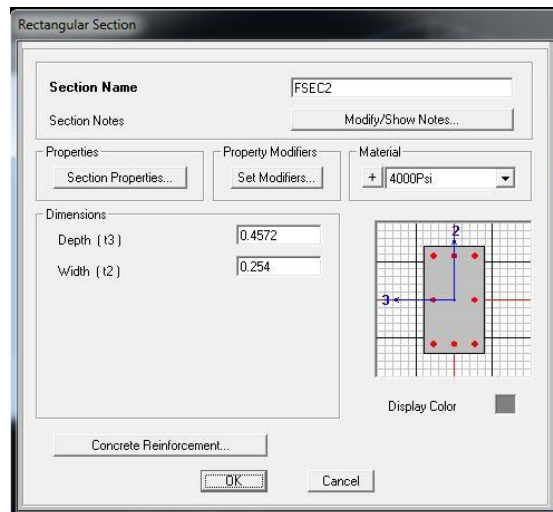 Rectangular Section
Section Name
FSEC2
Section Notes
Modify/Show Notes...
Properties
Property Modifiers
Material
Section Properties...
Set Modifiers...
+
4000Psi
Dimensions
Depth ( t3 )
0.4572
Width ( t2 )
0.254
2
3
Display Color
Concrete Reinforcement...
OK
Cancel